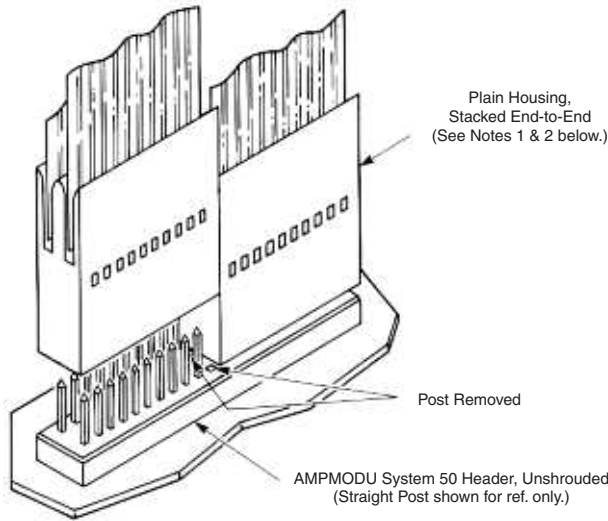 Plain Housing,
Stacked End-to-End
(See Notes 1 & 2 below.)
Post Removed
AMPMODU System 50 Header, Unshrouded
(Straight Post shown for ref. only.)